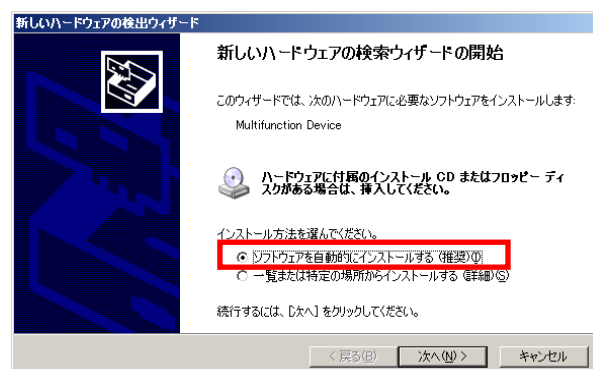 新しいハードウェアの検出ウィザード
新しいハードウェアの検索ウィザードの開始
このウィザードでは、次のハードウェアに必要なソフトウェアをインストールします:
Multifunction Device
ハードウェアに付属のインストール CD またはフロッピー ディ
スクがある場合は、挿入してください。
インストール方法を選んでください。
ソフトウェアを自動的にインストールする (推奨)(I)
一覧または特定の場所からインストールする (詳細)(S)
続行するには、[次へ] をクリックしてください。
< 戻る(B)
次へ(N) >
キャンセル